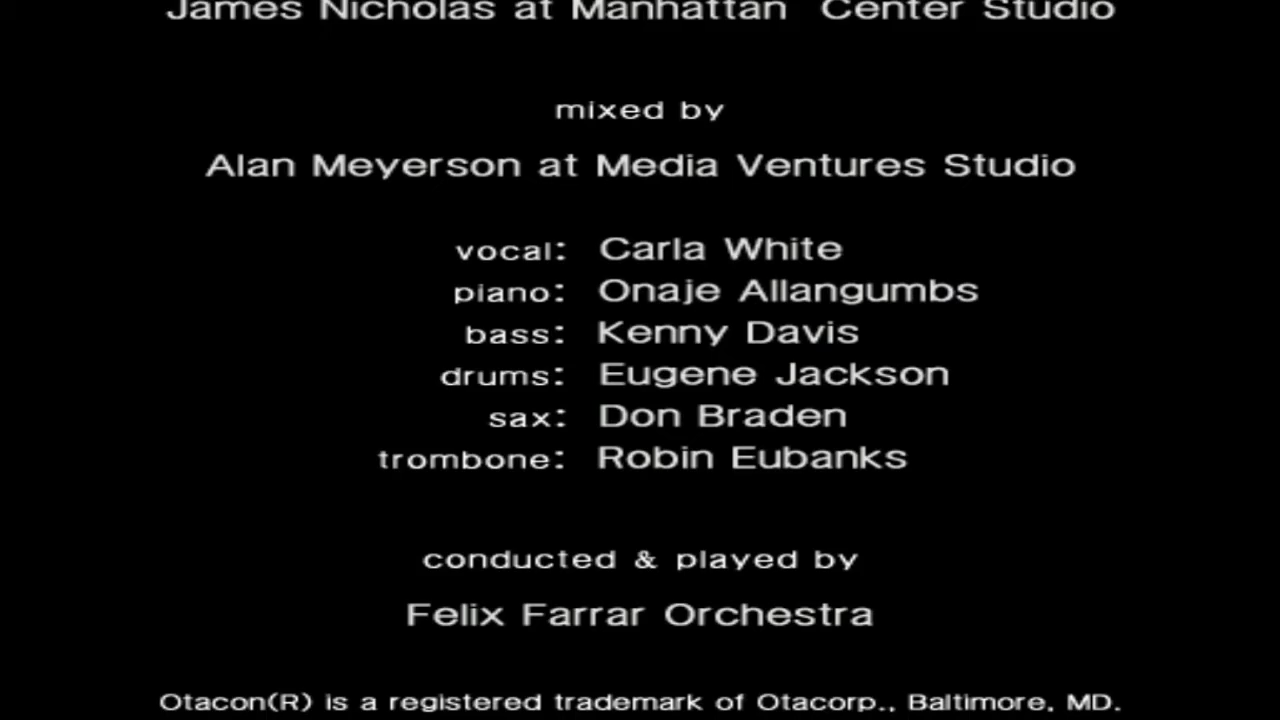 James Nicholas at Manhattan Center Studio
mixed by
Alan Meyerson at Media Ventures Studio
vocal: Carla White
piano: Onaje Allangumbs
bass: Kenny Davis
drums: Eugene Jackson
sax: Don Braden
trombone: Robin Eubanks
conducted & played by
Felix Farrar Orchestra
Otacon(R) is a registered trademark of Otacorp., Baltimore, MD.